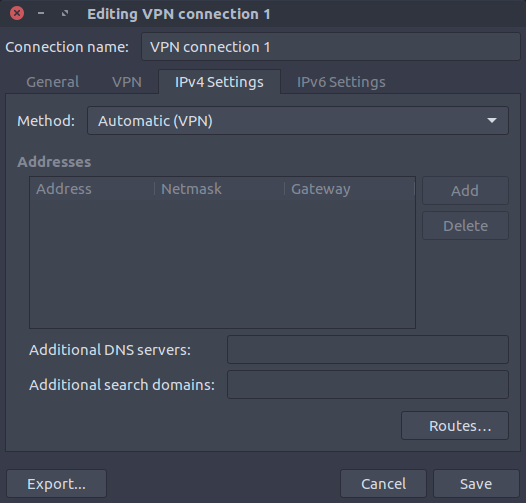 Editing VPN connection 1
Connection name: VPN connection 1
General VPN IPv4 Settings IPv6 Settings
Method: Automatic (VPN)
Addresses
Address Netmask Gateway Add
Delete
Additional DNS servers:
Additional search domains:
Routes...
Export... Cancel Save